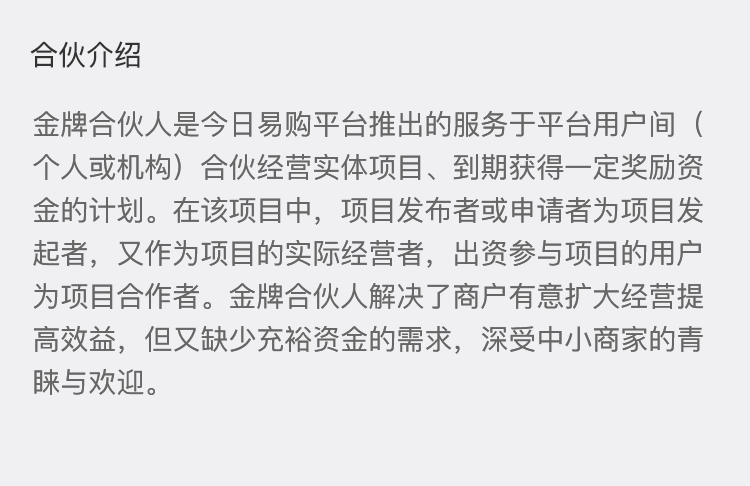 合伙介绍
金牌合伙人是今日易购平台推出的服务于平台用户间（
个人或机构）合伙经营实体项目、到期获得一定奖励资
金的计划。在该项目中，项目发布者或申请者为项目发
起者，又作为项目的实际经营者，出资参与项目的用户
为项目合作者。金牌合伙人解决了商户有意扩大经营提
高效益，但又缺少充裕资金的需求，深受中小商家的青
睐与欢迎。